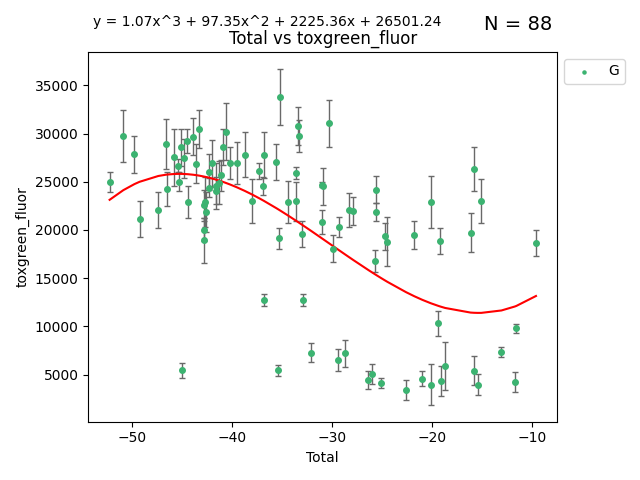 y = 1.07x^3 + 97.35x^2 + 2225.36x + 26501.24
N = 88
Total vs toxgreen_fluor
G
35000
30000
25000
20000
15000
10000
5000
toxgreen_fluor
−50
−40
−30
−20
−10
Total